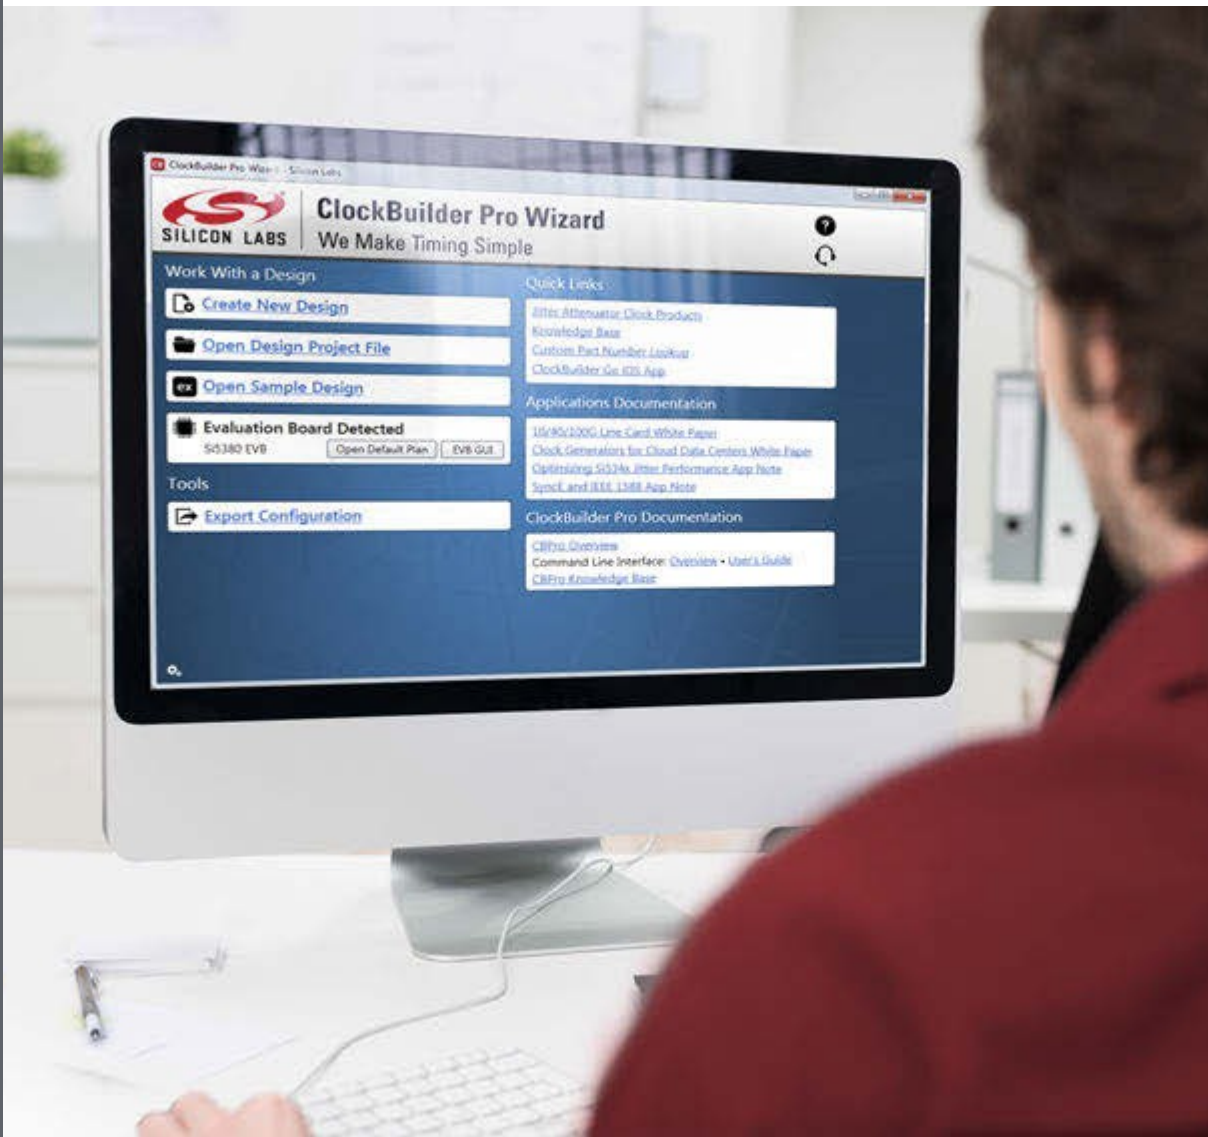 ClockBuilder Pro Wizard - Silicon Labs
SILICON LABS
ClockBuilder Pro Wizard
We Make Timing Simple
?
Work With a Design
Create New Design
Open Design Project File
ex Open Sample Design
Evaluation Board Detected
Si5380 EVB
Open Default Plan
EVB GUI
Tools
Export Configuration
Quick Links
Jitter Attenuator Clock Products
Knowledge Base
Custom Part Number Lookup
ClockBuilder Go iOS App
Applications Documentation
10/40/100G Line Card White Paper
Clock Generators for Cloud Data Centers White Paper
Optimizing Si534x Jitter Performance App Note
SyncE and IEEE 1588 App Note
ClockBuilder Pro Documentation
CBPro Overview
Command Line Interface: Overview • User's Guide
CBPro Knowledge Base